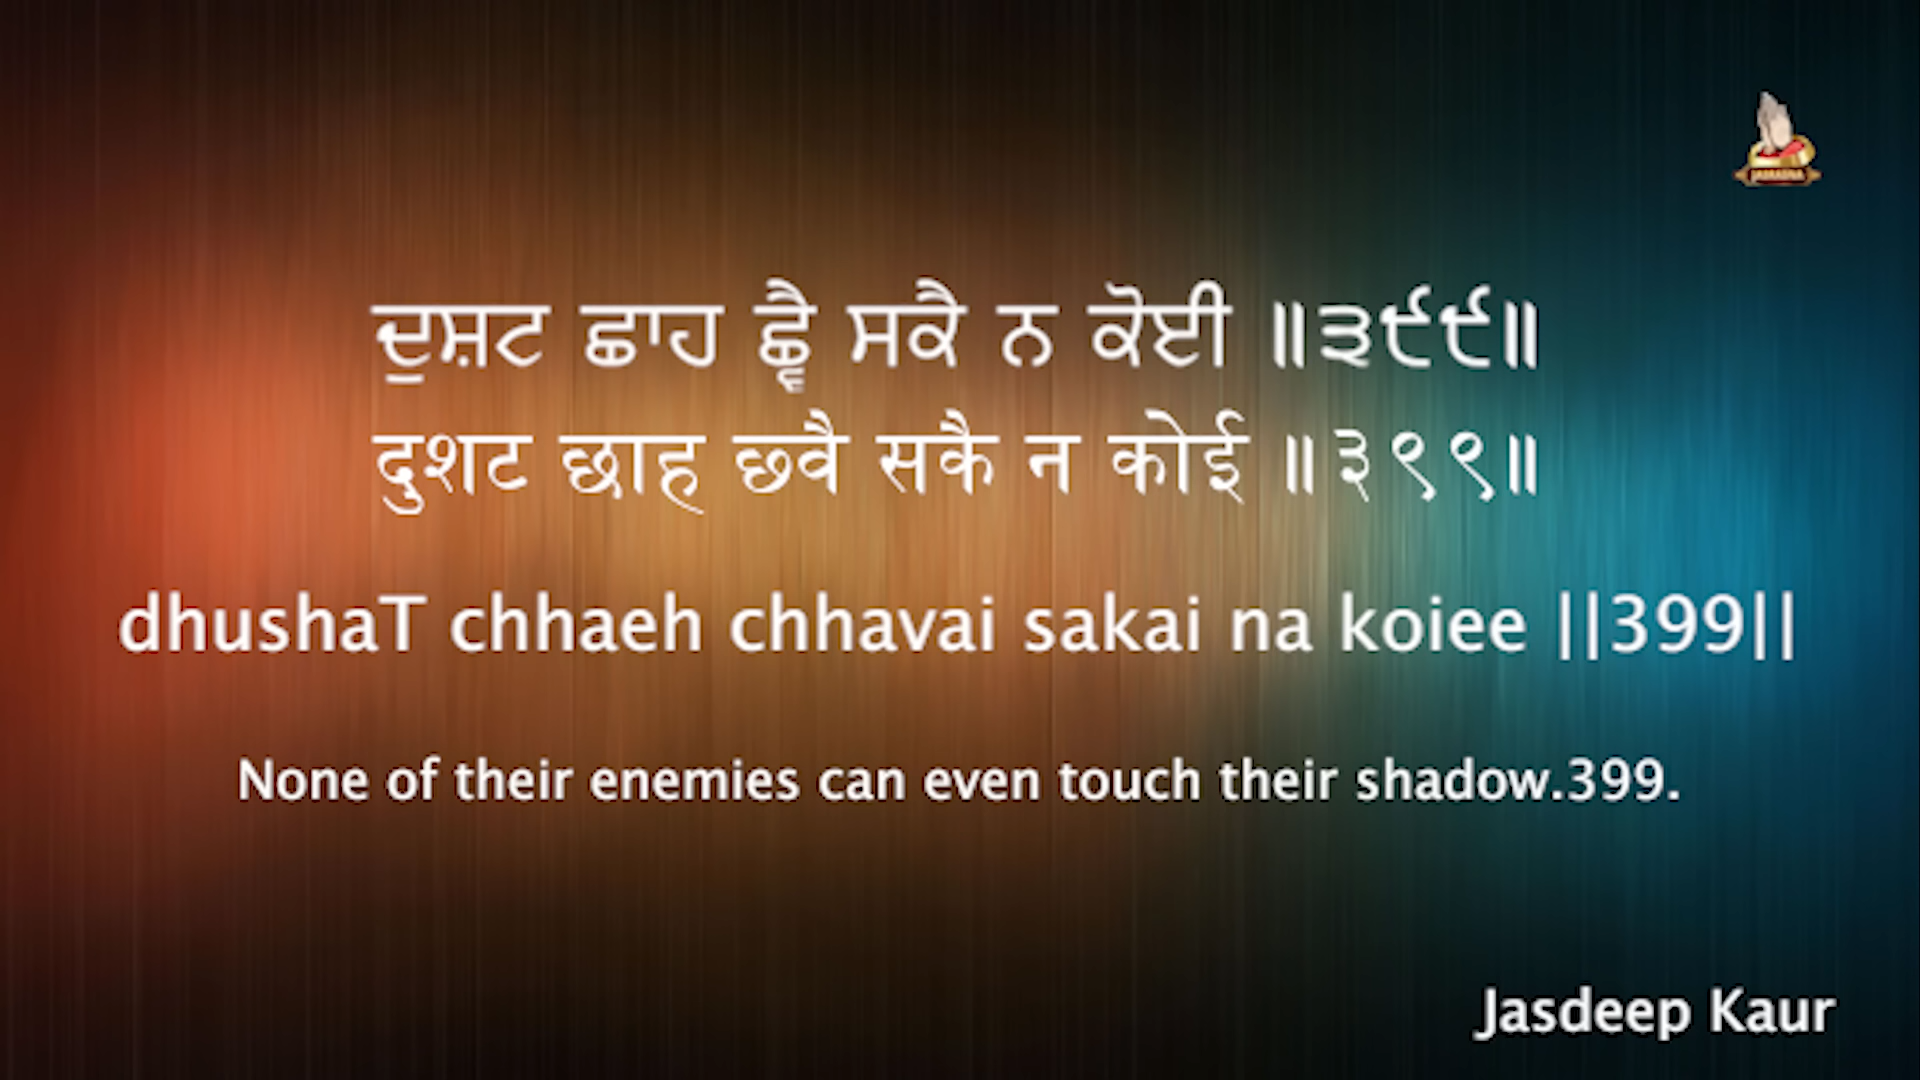 ਦੁਸ਼ਟ ਛਾਹ ਛ੍ਵੈ ਸਕੈ ਨ ਕੋਈ ॥੩੯੯॥
दुशट छाह छ्वै सकै न कोई ॥३९९॥
dhushaT chhaeh chhavai sakai na koiee ||399||
None of their enemies can even touch their shadow.399.
Jasdeep Kaur